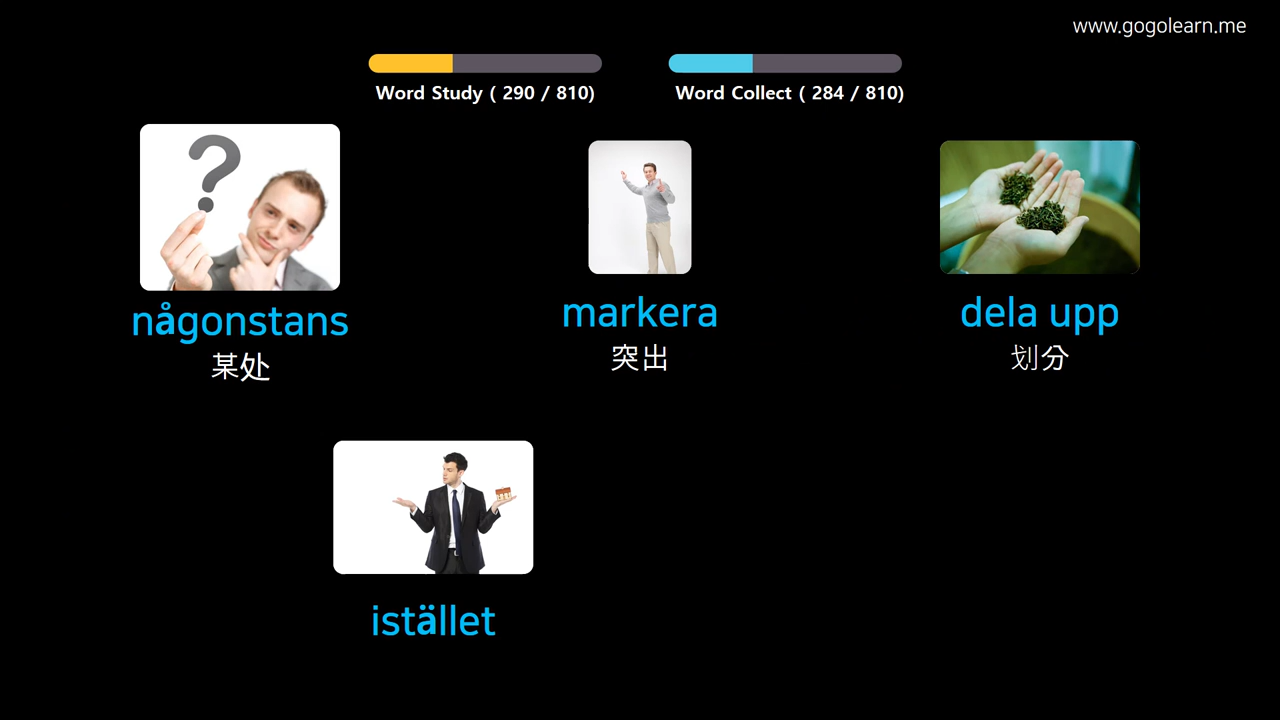 www.gogolearn.me
Word Study ( 290 / 810)
Word Collect ( 284 / 810)
någonstans
某处
markera
突出
dela upp
划分
istället